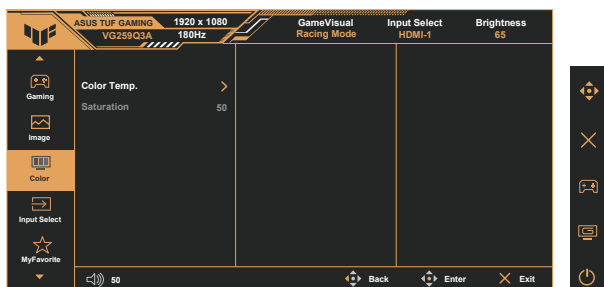 ASUS TUF GAMING 1920 x 1080 GameVisual Input Select Brightness
VG259Q3A 180Hz Racing Mode HDMI-1 65
Gaming
Image
Color
Input Select
MyFavorite
Color Temp.
Saturation 50
50 Back Enter Exit